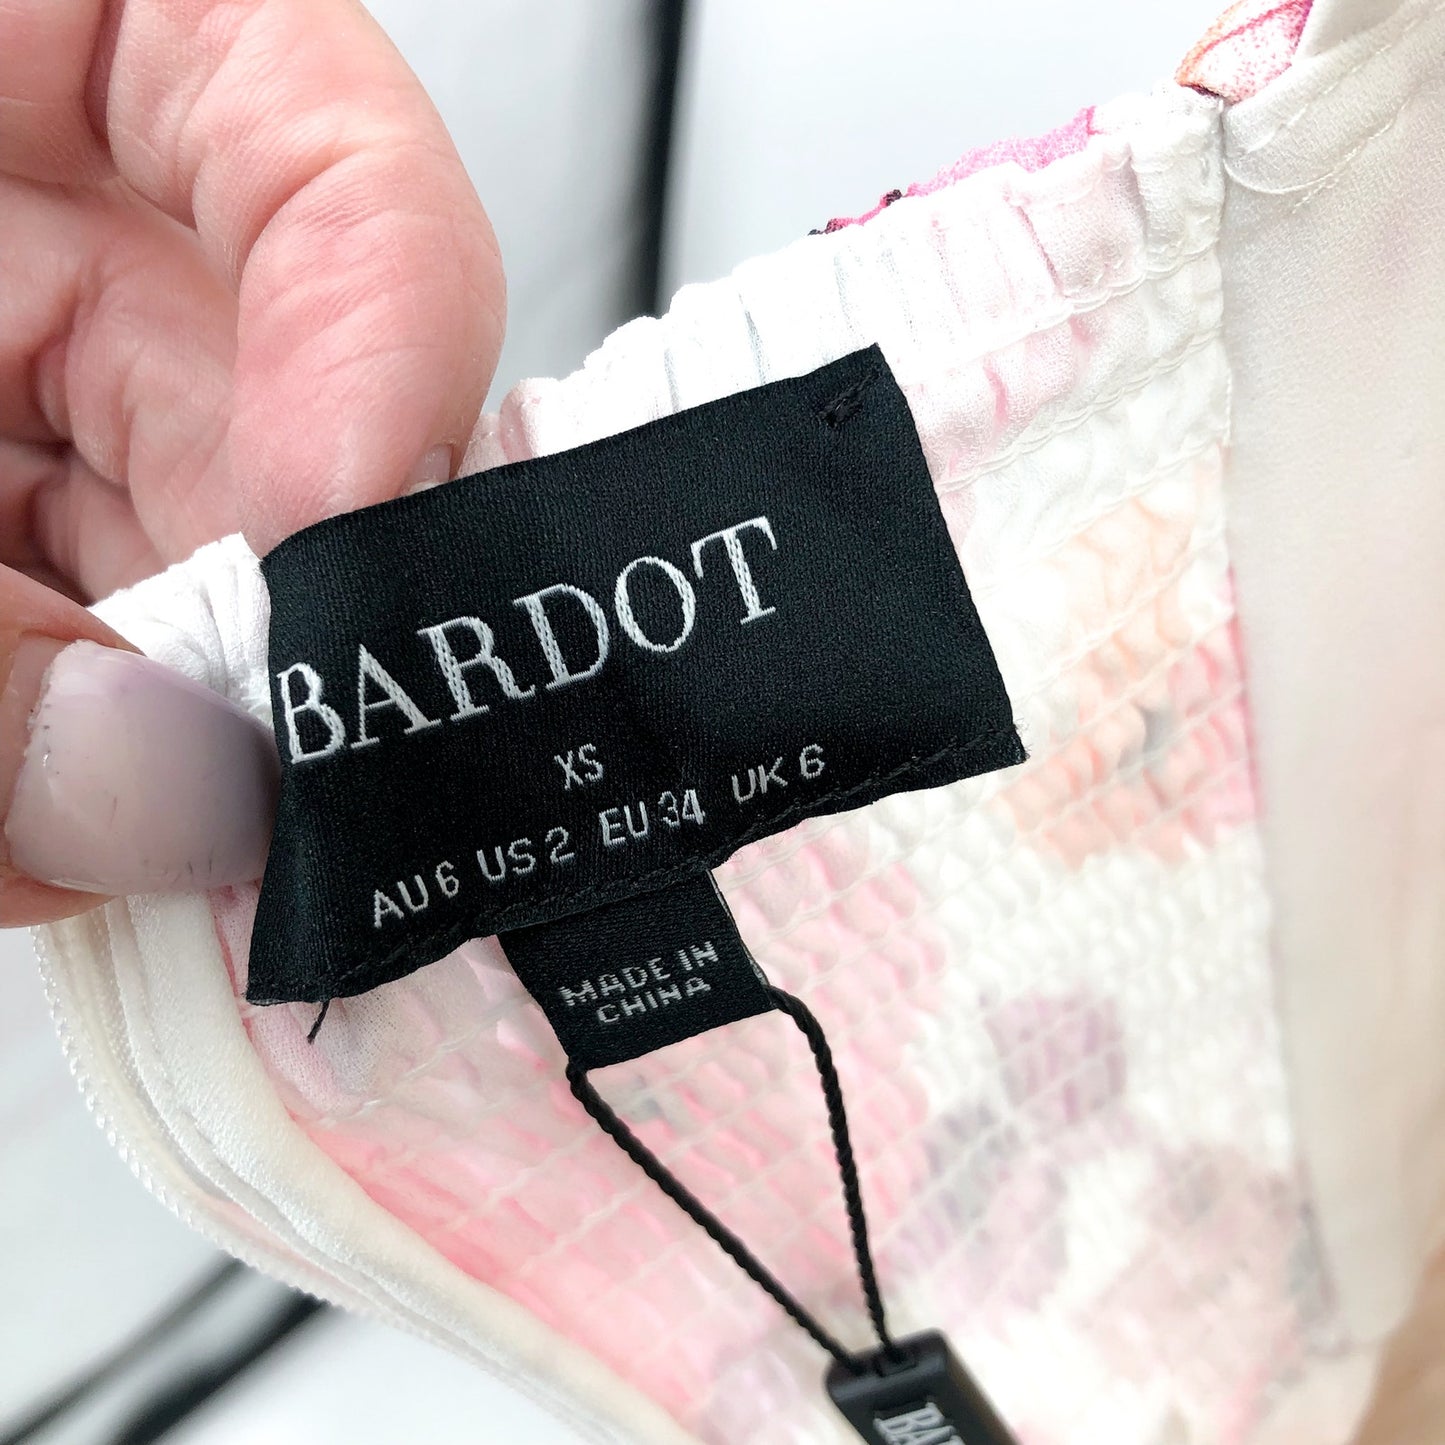 BARDOT
XS
AU 6 US 2 EU 34 UK 6
MADE IN
CHINA